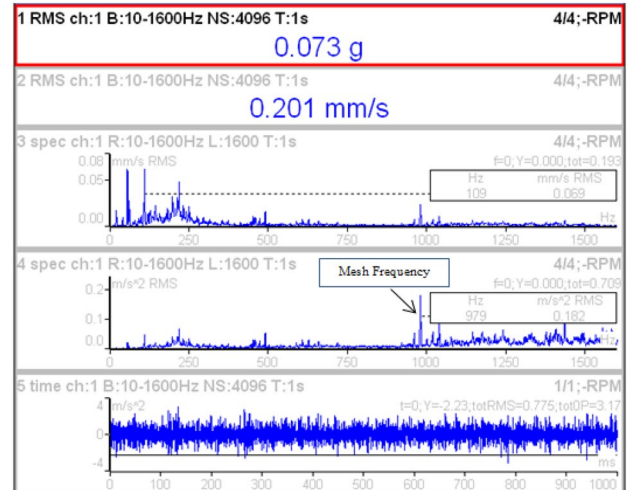 1 RMS ch:1 B:10-1600Hz NS:4096 T:1s 4/4;-RPM
0.073 g
2 RMS ch:1 B:10-1600Hz NS:4096 T:1s 4/4;-RPM
0.201 mm/s
3 spec ch:1 R:10-1600Hz L:1600 T:1s 4/4;-RPM
0.08 mm/s RMS f=0;Y=0.000;tot=0.193
0.05 Hz mm/s RMS
109 0.069
0.00 Hz
0 250 500 750 1000 1250 1500
4 spec ch:1 R:10-1600Hz L:1600 T:1s 4/4;-RPM
Mesh Frequency
0.2 m/s^2 RMS f=0;Y=0.000;tot=0.709
Hz m/s^2 RMS
0.1 979 0.182
0.0 Hz
0 250 500 750 1000 1250 1500
5 time ch:1 B:10-1600Hz NS:4096 T:1s 1/1;-RPM
4 m/s^2 t=0;Y=-2.23;totRMS=0.775;tot0P=3.17
0
-4 ms
0 100 200 300 400 500 600 700 800 900 1000